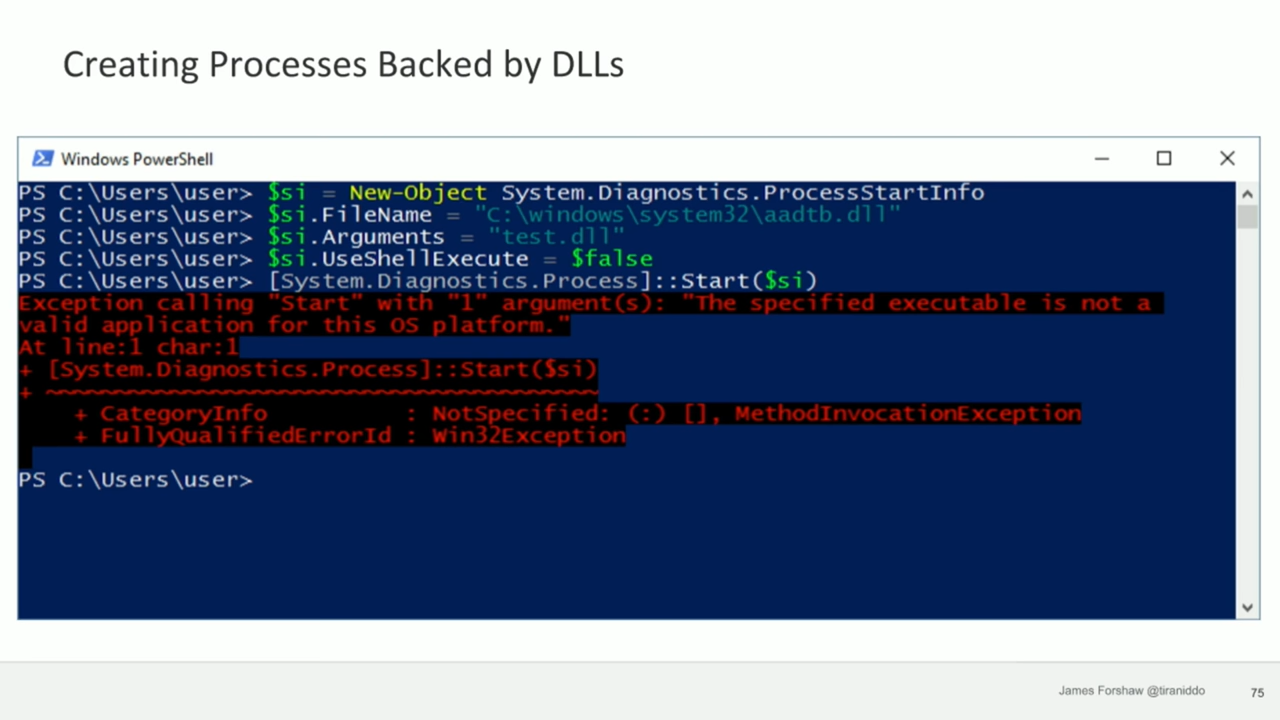 Creating Processes Backed by DLLs
Windows PowerShell
PS C:\Users\user> $si = New-Object System.Diagnostics.ProcessStartInfo
PS C:\Users\user> $si.FileName = "C:\windows\system32\aadtb.dll"
PS C:\Users\user> $si.Arguments = "test.dll"
PS C:\Users\user> $si.UseShellExecute = $false
PS C:\Users\user> [System.Diagnostics.Process]::Start($si)
Exception calling "Start" with "1" argument(s): "The specified executable is not a
valid application for this OS platform."
At line:1 char:1
+ [System.Diagnostics.Process]::Start($si)
+ ~~~~~~~~~~~~~~~~~~~~~~~~~~~~~~~~~~~~~~~~
+ CategoryInfo : NotSpecified: (:) [], MethodInvocationException
+ FullyQualifiedErrorId : Win32Exception
PS C:\Users\user>
James Forshaw @tiraniddo
75